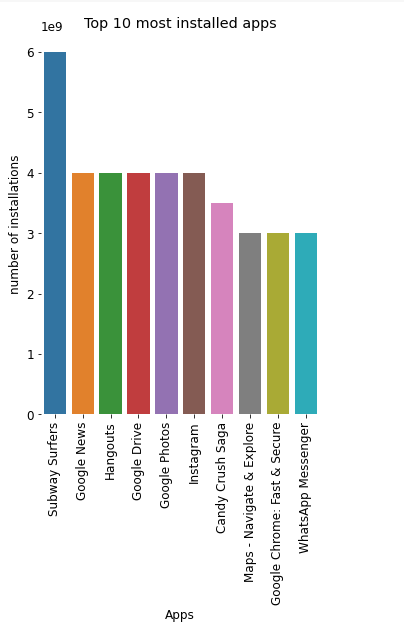 Top 10 most installed apps
1e9
6
5
4
3
2
1
0
number of installations
Subway Surfers
Google News
Hangouts
Google Drive
Google Photos
Instagram
Candy Crush Saga
Maps - Navigate & Explore
Google Chrome: Fast & Secure
WhatsApp Messenger
Apps